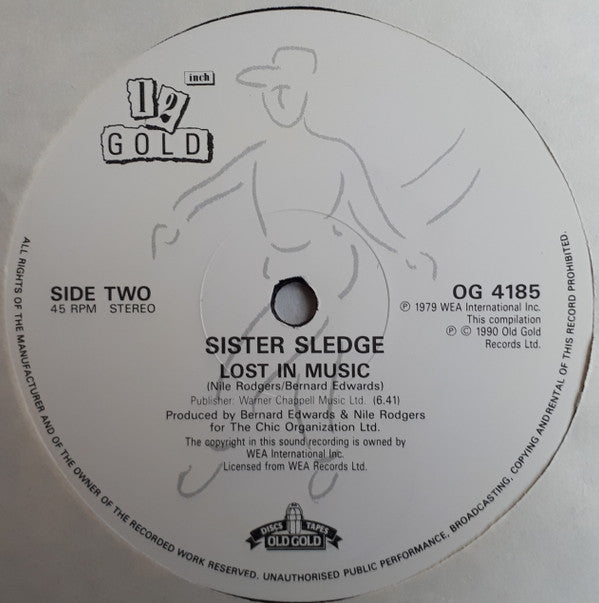 inch
12
GOLD
SIDE TWO
45 RPM STEREO
OG 4185
℗ 1979 WEA International Inc.
This compilation
℗ © 1990 Old Gold
Records Ltd.
SISTER SLEDGE
LOST IN MUSIC
(Nile Rodgers/Bernard Edwards)
Publisher: Warner Chappell Music Ltd. (6.41)
Produced by Bernard Edwards & Nile Rodgers
for The Chic Organization Ltd.
The copyright in this sound recording is owned by
WEA International Inc.
Licensed from WEA Records Ltd.
DISCS TAPES
OLD GOLD
ALL RIGHTS OF THE MANUFACTURER AND OF THE OWNER OF THE RECORDED WORK RESERVED. UNAUTHORISED PUBLIC PERFORMANCE, BROADCASTING, COPYING AND RENTAL OF THIS RECORD PROHIBITED.